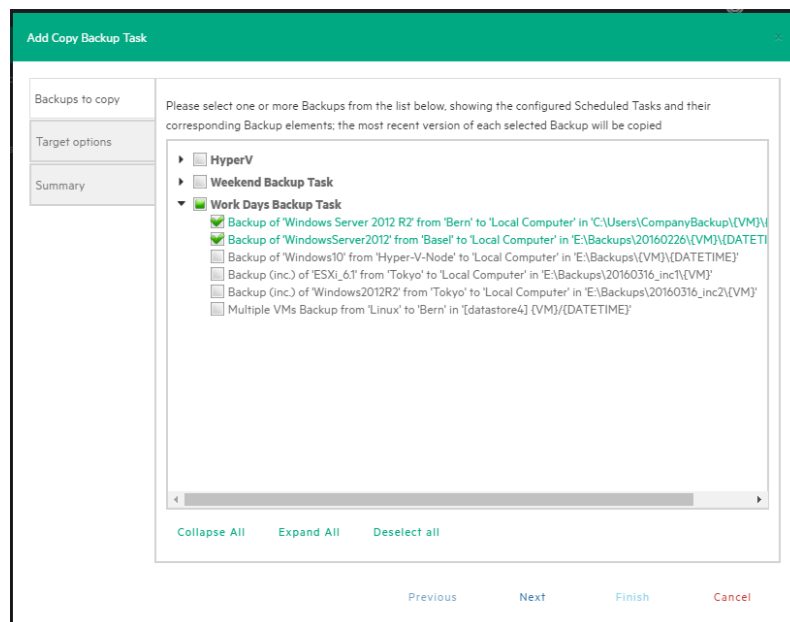 Add Copy Backup Task
Backups to copy
Target options
Summary
Please select one or more Backups from the list below, showing the configured Scheduled Tasks and their
corresponding Backup elements; the most recent version of each selected Backup will be copied
HyperV
Weekend Backup Task
Work Days Backup Task
Backup of 'Windows Server 2012 R2' from 'Bern' to 'Local Computer' in 'C:\Users\CompanyBackup\{VM}\{
Backup of 'WindowsServer2012' from 'Basel' to 'Local Computer' in 'E:\Backups\20160226\{VM}\{DATETI
Backup of 'Windows10' from 'Hyper-V-Node' to 'Local Computer' in 'E:\Backups\{VM}\{DATETIME}'
Backup (inc.) of 'ESXi_6.1' from 'Tokyo' to 'Local Computer' in 'E:\Backups\20160316_inc1\{VM}'
Backup (inc.) of 'Windows2012R2' from 'Tokyo' to 'Local Computer' in 'E:\Backups\20160316_inc2\{VM}'
Multiple VMs Backup from 'Linux' to 'Bern' in '[datastore4] {VM}/{DATETIME}'
Collapse All Expand All Deselect all
Previous Next Finish Cancel